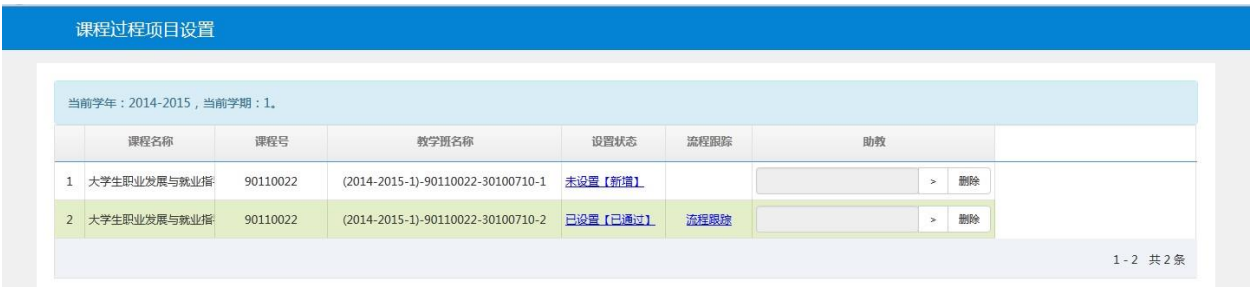 课程过程项目设置
当前学年：2014-2015，当前学期：1。
课程名称 课程号 教学班名称 设置状态 流程跟踪 助教
1 大学生职业发展与就业指 90110022 (2014-2015-1)-90110022-30100710-1 未设置【新增】 > 删除
2 大学生职业发展与就业指 90110022 (2014-2015-1)-90110022-30100710-2 已设置【已通过】 流程跟踪 > 删除
1 - 2 共 2 条